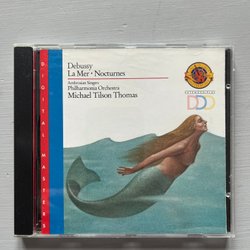 Debussy
La Mer • Nocturnes
Ambrosian Singers
Philharmonia Orchestra
Michael Tilson Thomas
DDD
DIGITAL MASTERS